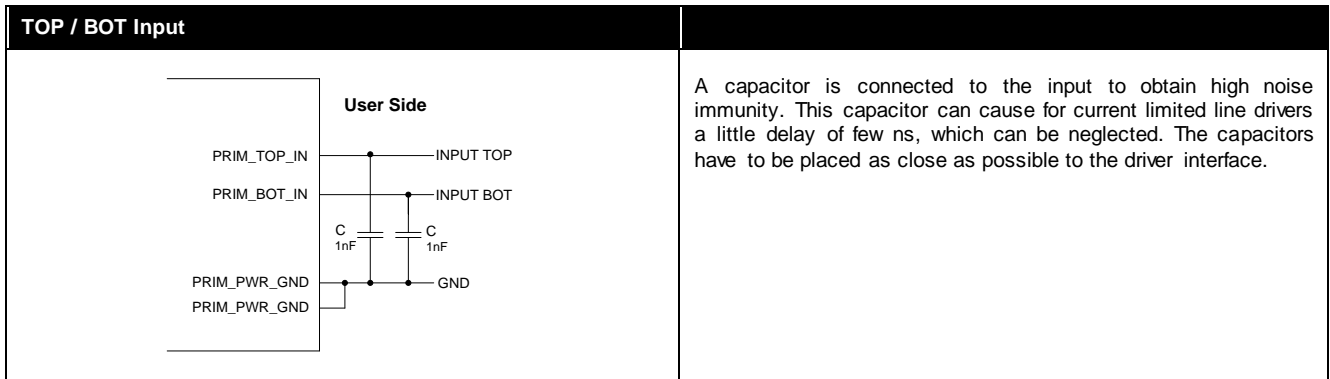 TOP / BOT Input
User Side
PRIM_TOP_IN
INPUT TOP
PRIM_BOT_IN
INPUT BOT
C
1nF
C
1nF
PRIM_PWR_GND
GND
PRIM_PWR_GND
A capacitor is connected to the input to obtain high noise
immunity. This capacitor can cause for current limited line drivers
a little delay of few ns, which can be neglected. The capacitors
have to be placed as close as possible to the driver interface.